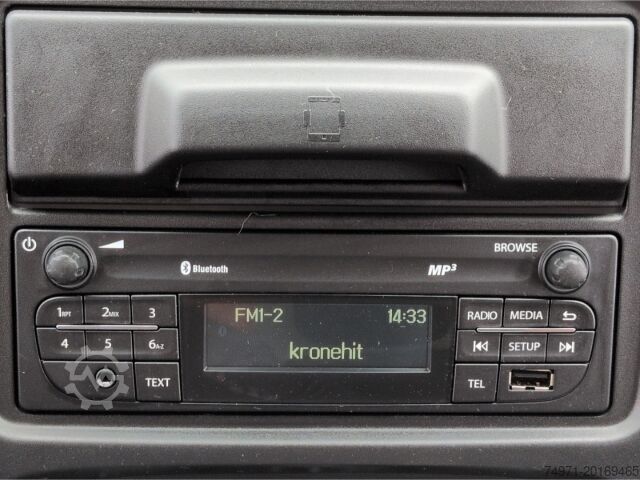 BROWSE
Bluetooth
MP3
FM1-2 14:33
kronehit
1RPT 2MIX 3
RADIO MEDIA
4 5 6A-Z
SETUP
TEXT
TEL
74971-20169465